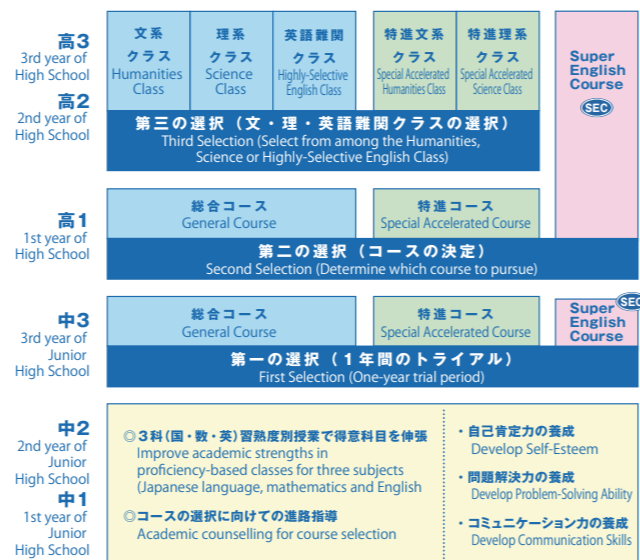 高3
3rd year of
High School
高2
2nd year of
High School
文系
クラス
Humanities
Class
理系
クラス
Science
Class
英語難関
クラス
Highly-Selective
English Class
特進文系
クラス
Special Accelerated
Humanities Class
特進理系
クラス
Special Accelerated
Science Class
Super
English
Course
SEC
第三の選択(文・理・英語難関クラスの選択)
Third Selection (Select from among the Humanities,
Science or Highly-Selective English Class)
高1
1st year of
High School
総合コース
General Course
特進コース
Special Accelerated Course
第二の選択(コースの決定)
Second Selection (Determine which course to pursue)
中3
3rd year of
Junior
High School
総合コース
General Course
特進コース
Special Accelerated Course
SEC
Super
English
Course
第一の選択(1年間のトライアル)
First Selection (One-year trial period)
中2
2nd year of
Junior
High School
中1
1st year of
Junior
High School
◎3科(国・数・英)習熟度別授業で得意科目を伸張
Improve academic strengths in
proficiency-based classes for three subjects
(Japanese language, mathematics and English
◎コースの選択に向けての進路指導
Academic counselling for course selection
・自己肯定力の養成
Develop Self-Esteem
・問題解決力の養成
Develop Problem-Solving Ability
・コミュニケーション力の養成
Develop Communication Skills